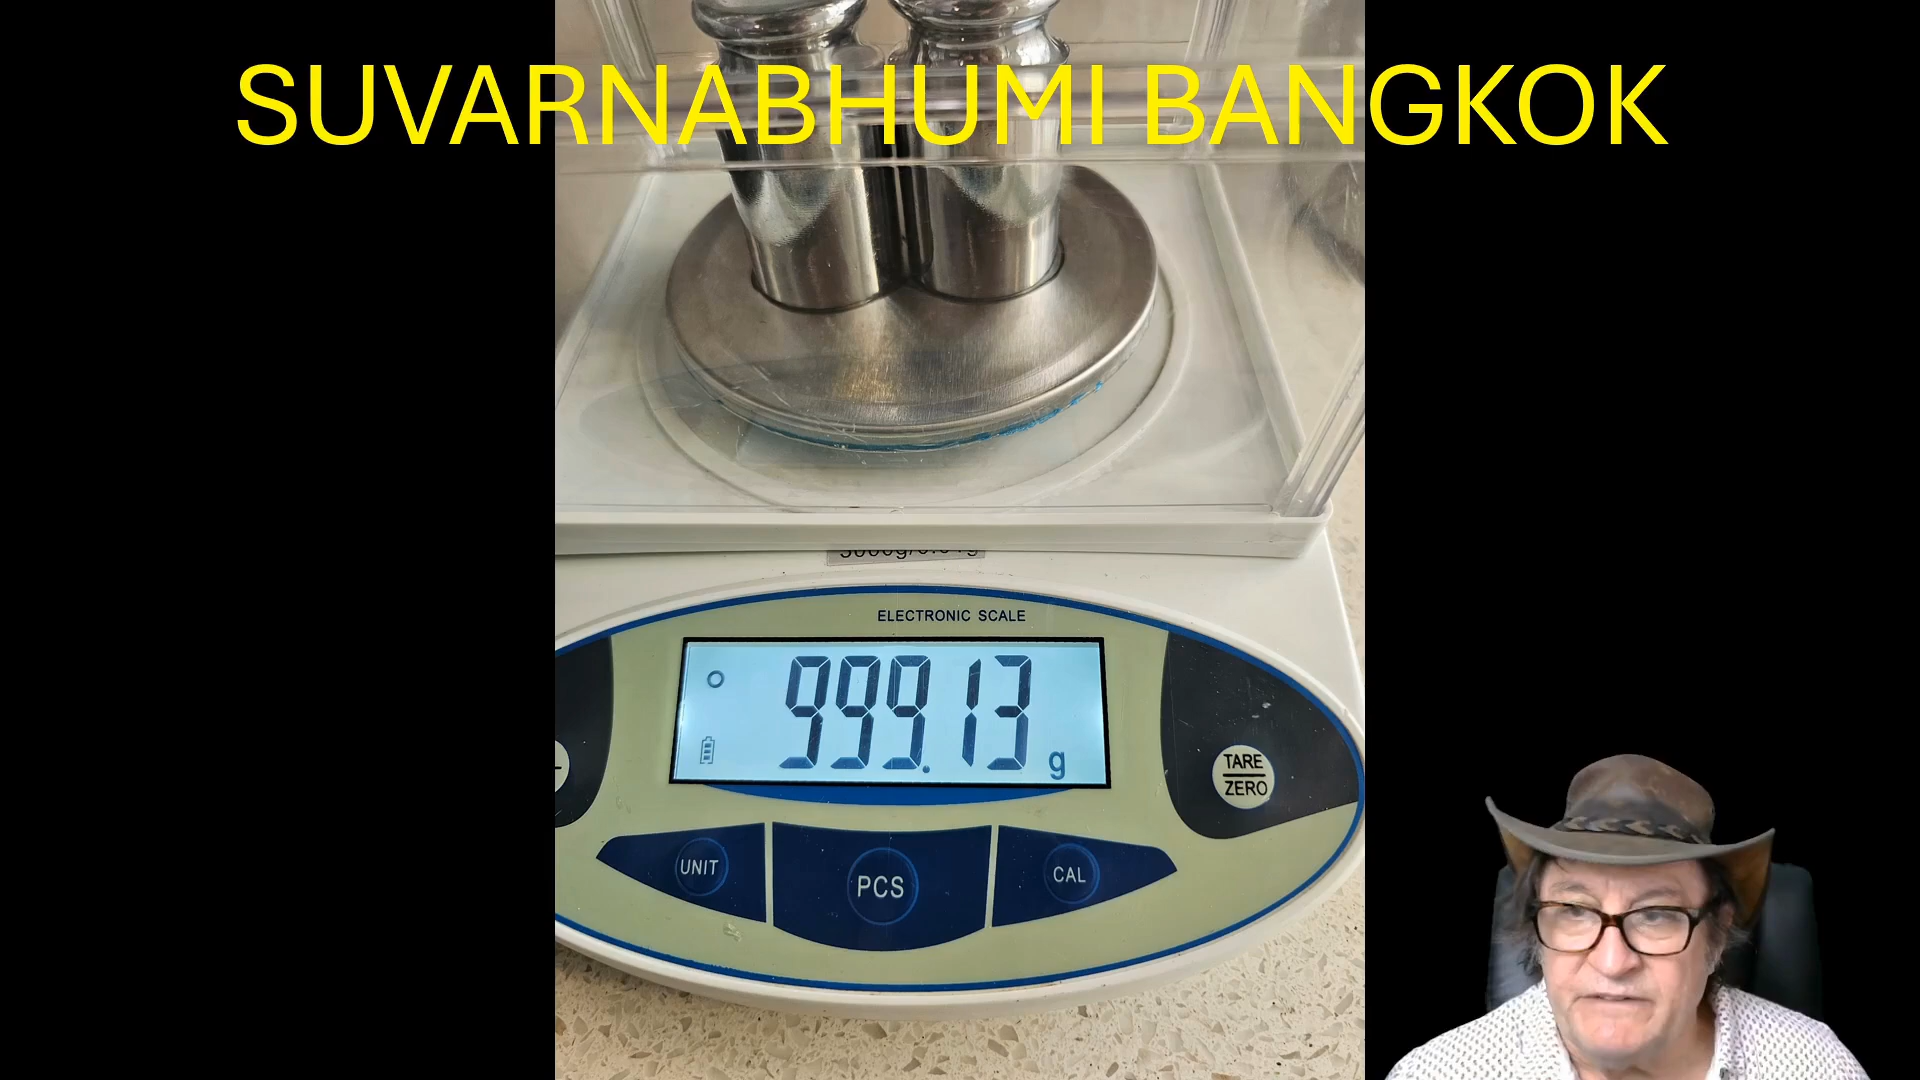 SUVARNABHUMI BANGKOK
ELECTRONIC SCALE
999.13 g
TARE
ZERO
UNIT
PCS
CAL